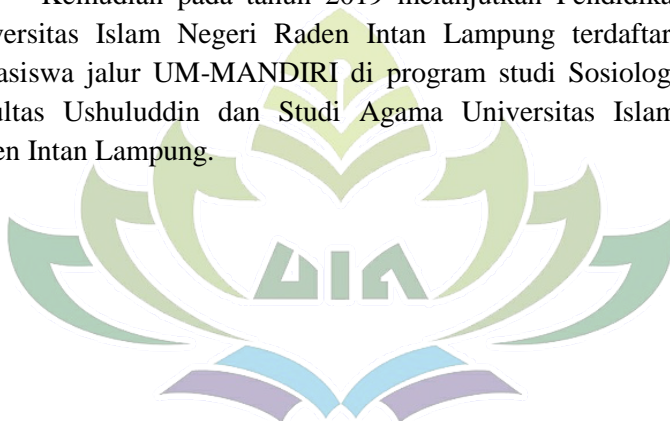 Kemudian pada tahun 2019 melanjutkan Pendidika
versitas Islam Negeri Raden Intan Lampung terdaftar
asiswa jalur UM-MANDIRI di program studi Sosiolog
ultas Ushuluddin dan Studi Agama Universitas Islam
en Intan Lampung.
UIN